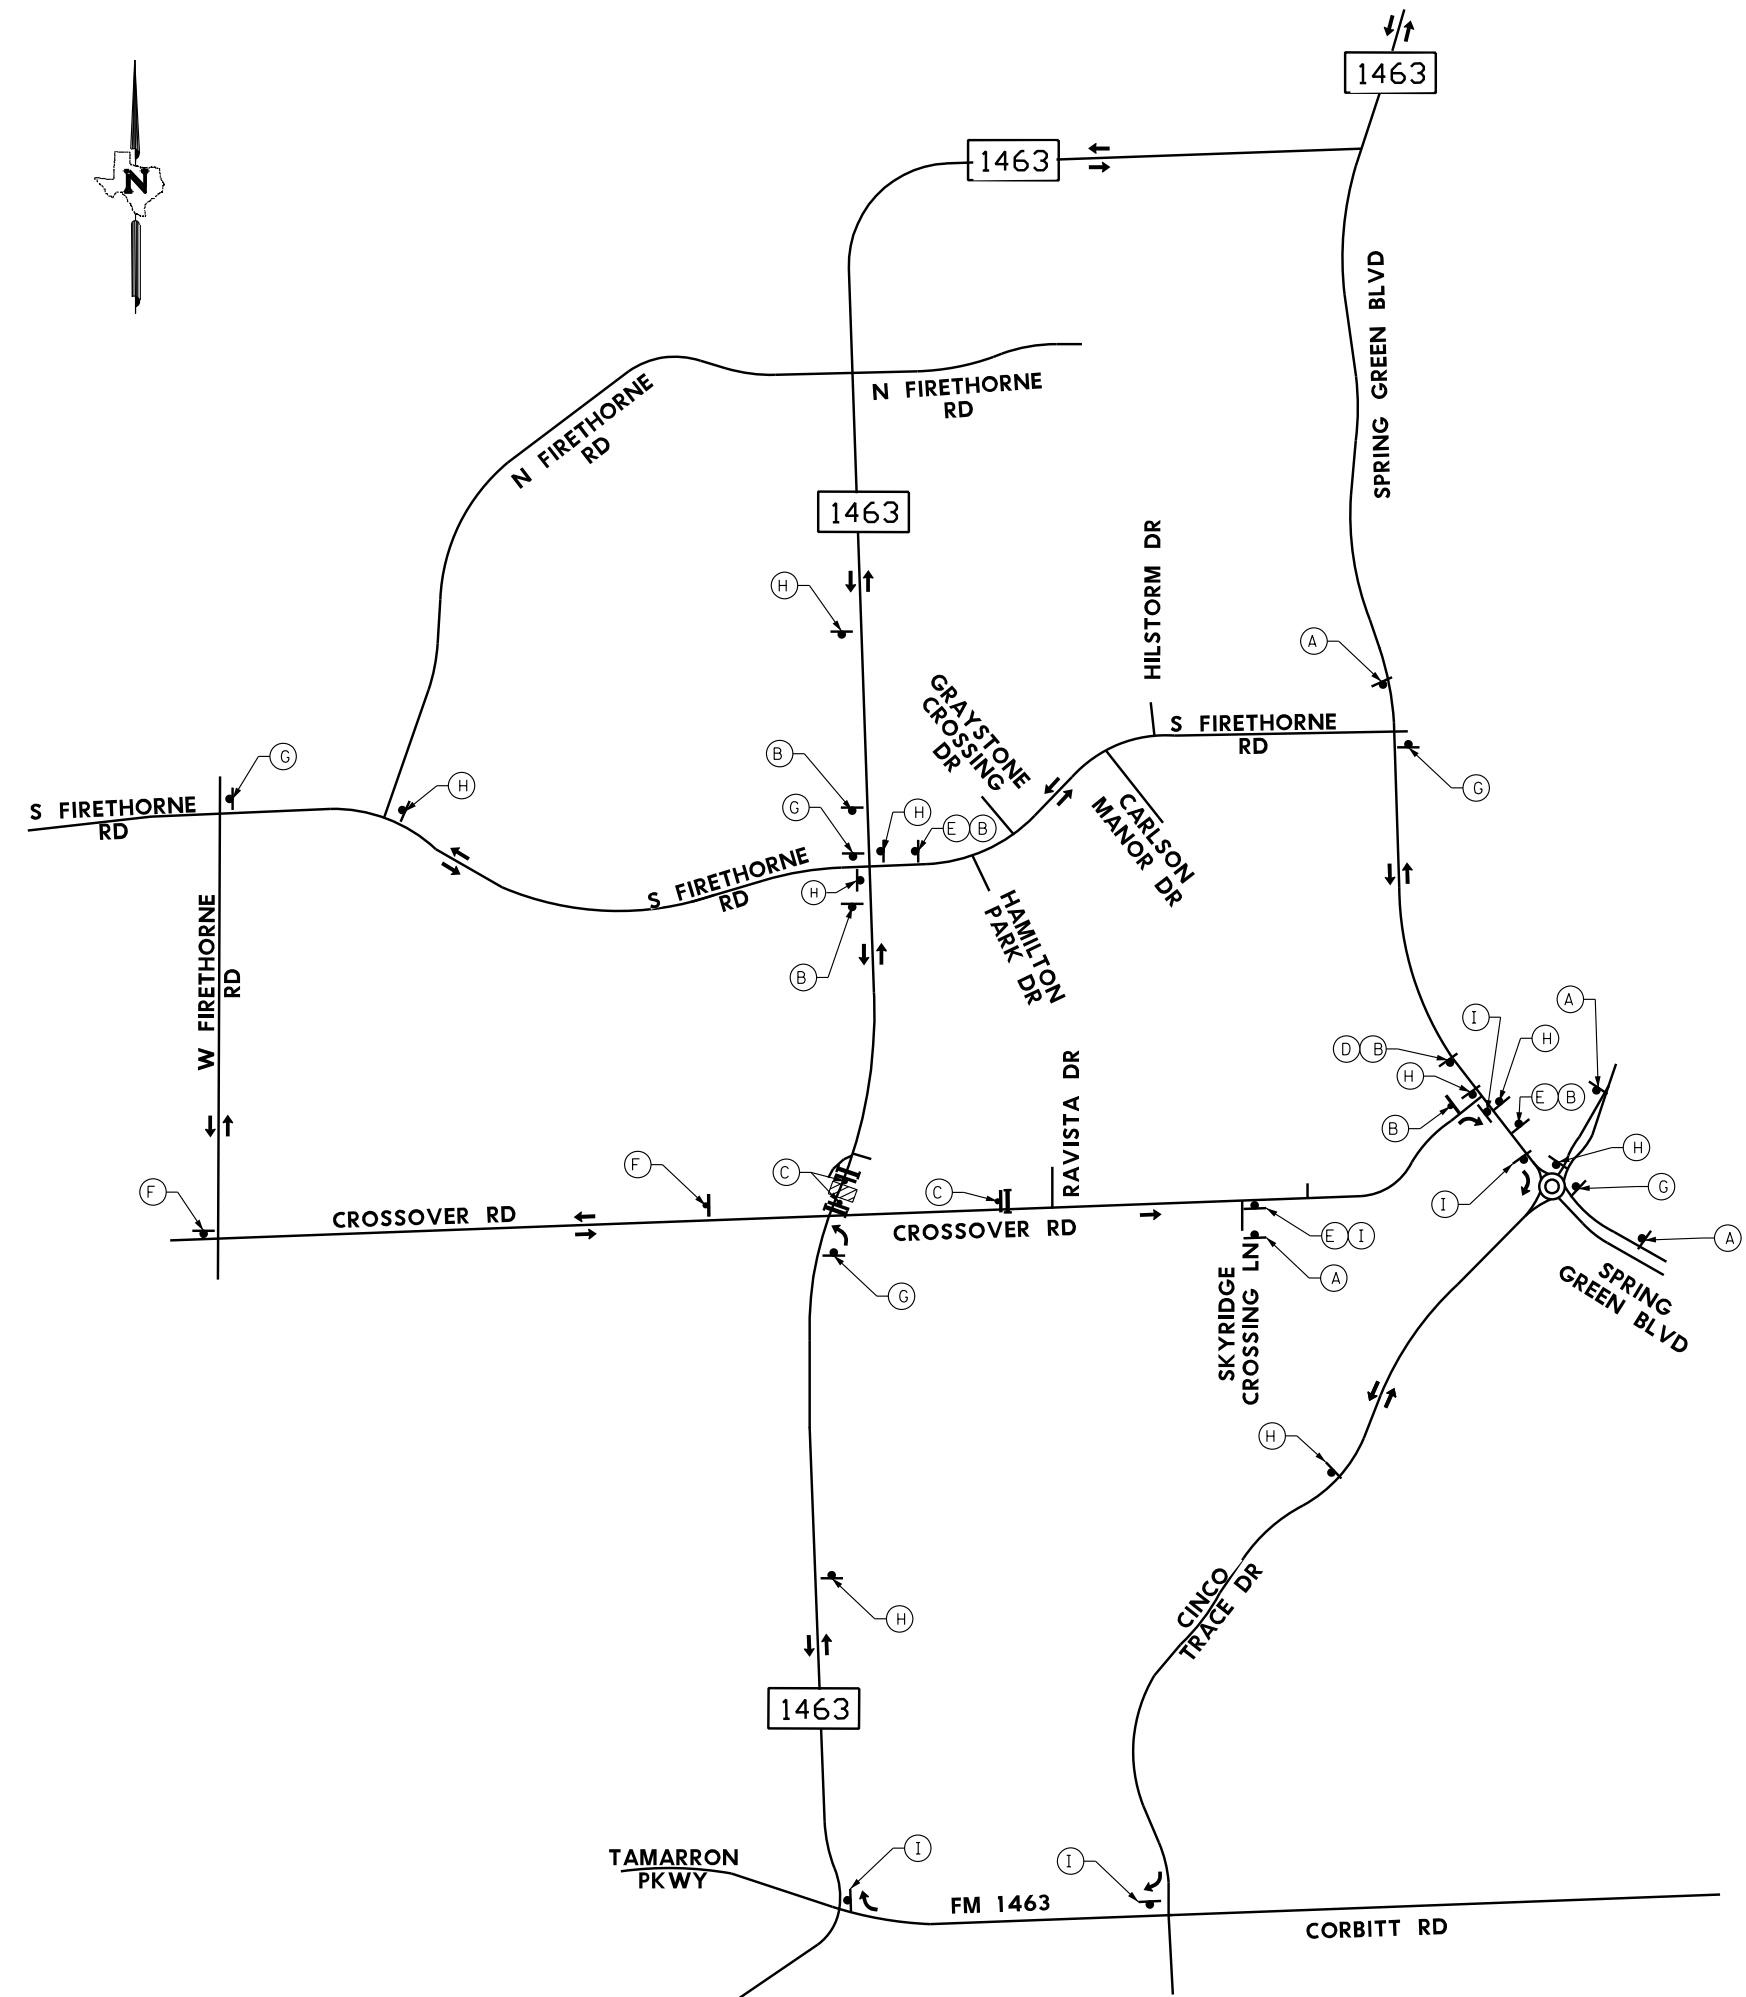 1463
1463
N
SPRING GREEN BLVD
N FIRETHORNE
RD
N FIRETHORNE
RD
1463
HILSTORM DR
H
A
GRAYSTONE
CROSSING
DR
S FIRETHORNE
RD
G
B
G
H
G
S FIRETHORNE
RD
H
E B
CARLSON
MANOR DR
S FIRETHORNE
RD
H
HAMILTON
PARK DR
W FIRETHORNE
RD
B
A
I
H
D B
H
E B
B
RAVISTA DR
H
F
C
C
G
F
I
CROSSOVER RD
CROSSOVER RD
E I
A
A
G
SKYRIDGE
CROSSING LN
SPRING
GREEN BLVD
H
CINCO
TRACE DR
H
1463
I
I
TAMARRON
PKWY
FM 1463
CORBITT RD